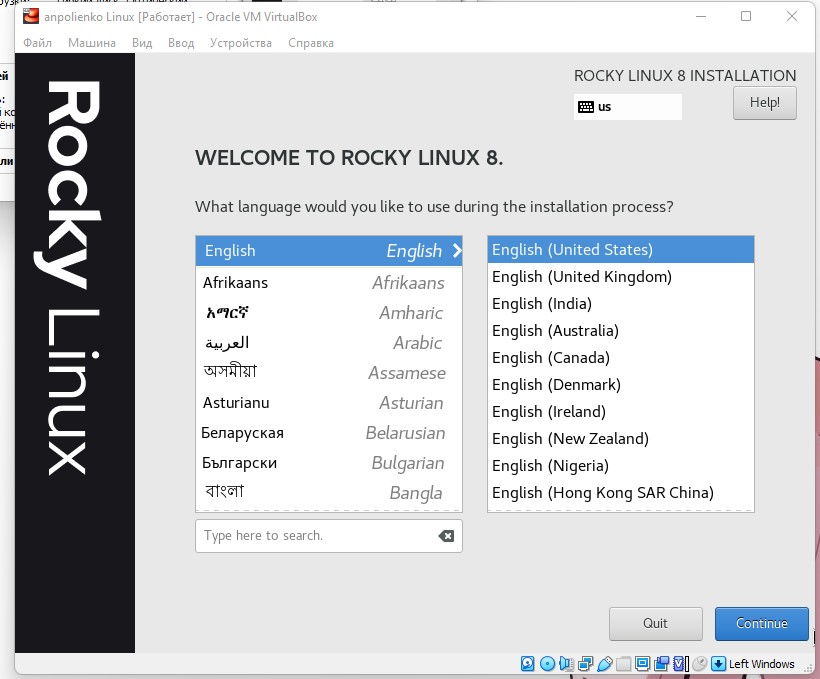 anpolienko Linux [Работает] - Oracle VM VirtualBox
Файл Машина Вид Ввод Устройства Справка
Rocky Linux
ROCKY LINUX 8 INSTALLATION
us
Help!
WELCOME TO ROCKY LINUX 8.
What language would you like to use during the installation process?
English English
Afrikaans Afrikaans
አማርኛ Amharic
العربية Arabic
অসমীয়া Assamese
Asturianu Asturian
Беларуская Belarusian
Български Bulgarian
বাংলা Bangla
Type here to search.
English (United States)
English (United Kingdom)
English (India)
English (Australia)
English (Canada)
English (Denmark)
English (Ireland)
English (New Zealand)
English (Nigeria)
English (Hong Kong SAR China)
Quit Continue
Left Windows